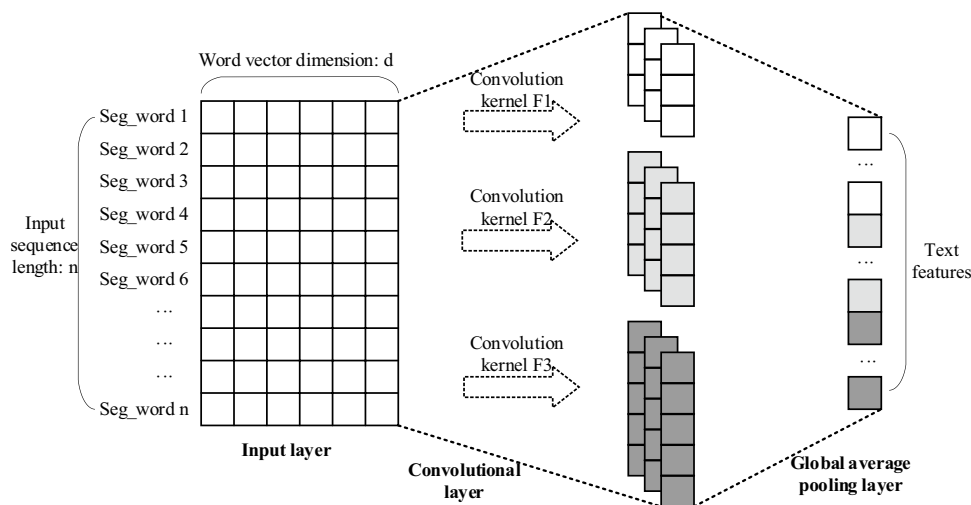 Word vector dimension: d
Seg_word 1
Seg_word 2
Seg_word 3
Seg_word 4
Seg_word 5
Seg_word 6
...
...
...
Seg_word n
Input
sequence
length: n
Input layer
Convolution
kernel F1
Convolution
kernel F2
Convolution
kernel F3
Convolutional
layer
...
...
...
Text
features
Global average
pooling layer